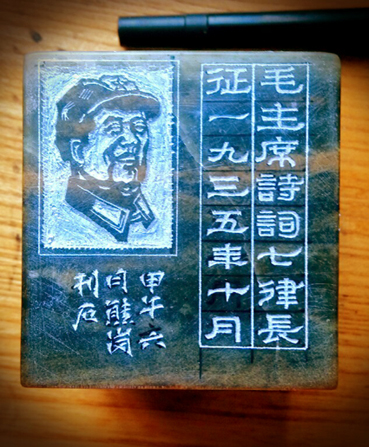 毛主席詩詞七律長
征一九三五年十月
甲午六
月熊
刊石